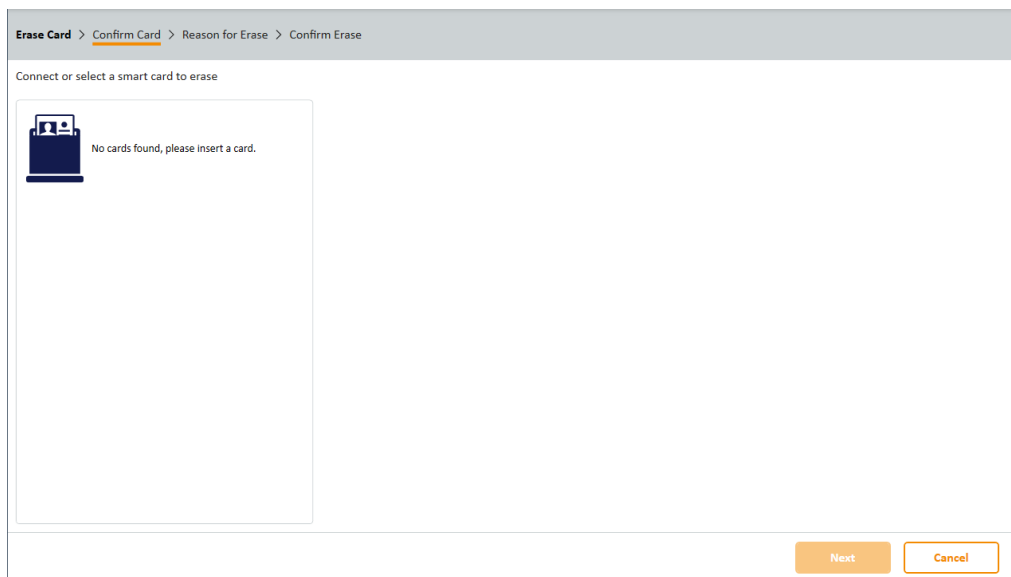 Erase Card > Confirm Card > Reason for Erase > Confirm Erase
Connect or select a smart card to erase
No cards found, please insert a card.
Next
Cancel